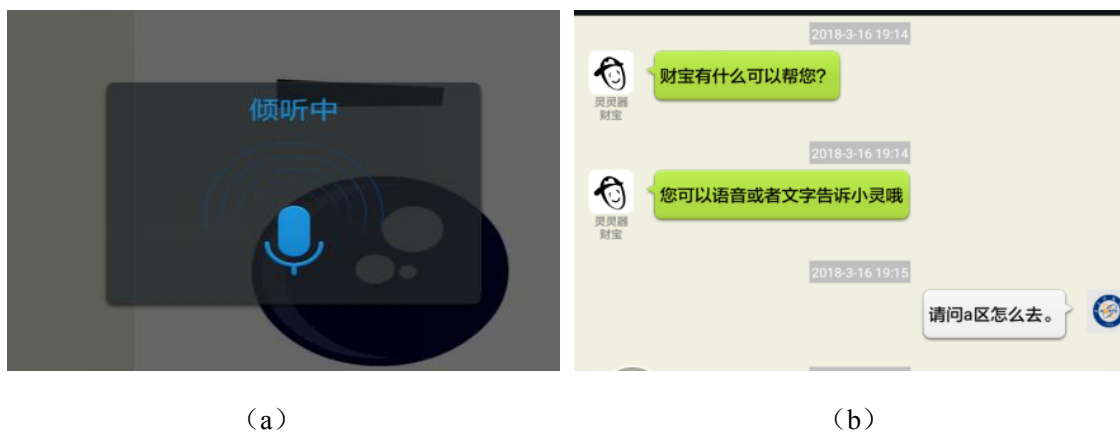 倾听中
2018-3-16 19:14
财宝有什么可以帮您?
灵灵器
财宝
2018-3-16 19:14
您可以语音或者文字告诉小灵哦
灵灵器
财宝
2018-3-16 19:15
请问a区怎么去。
（a）
（b）